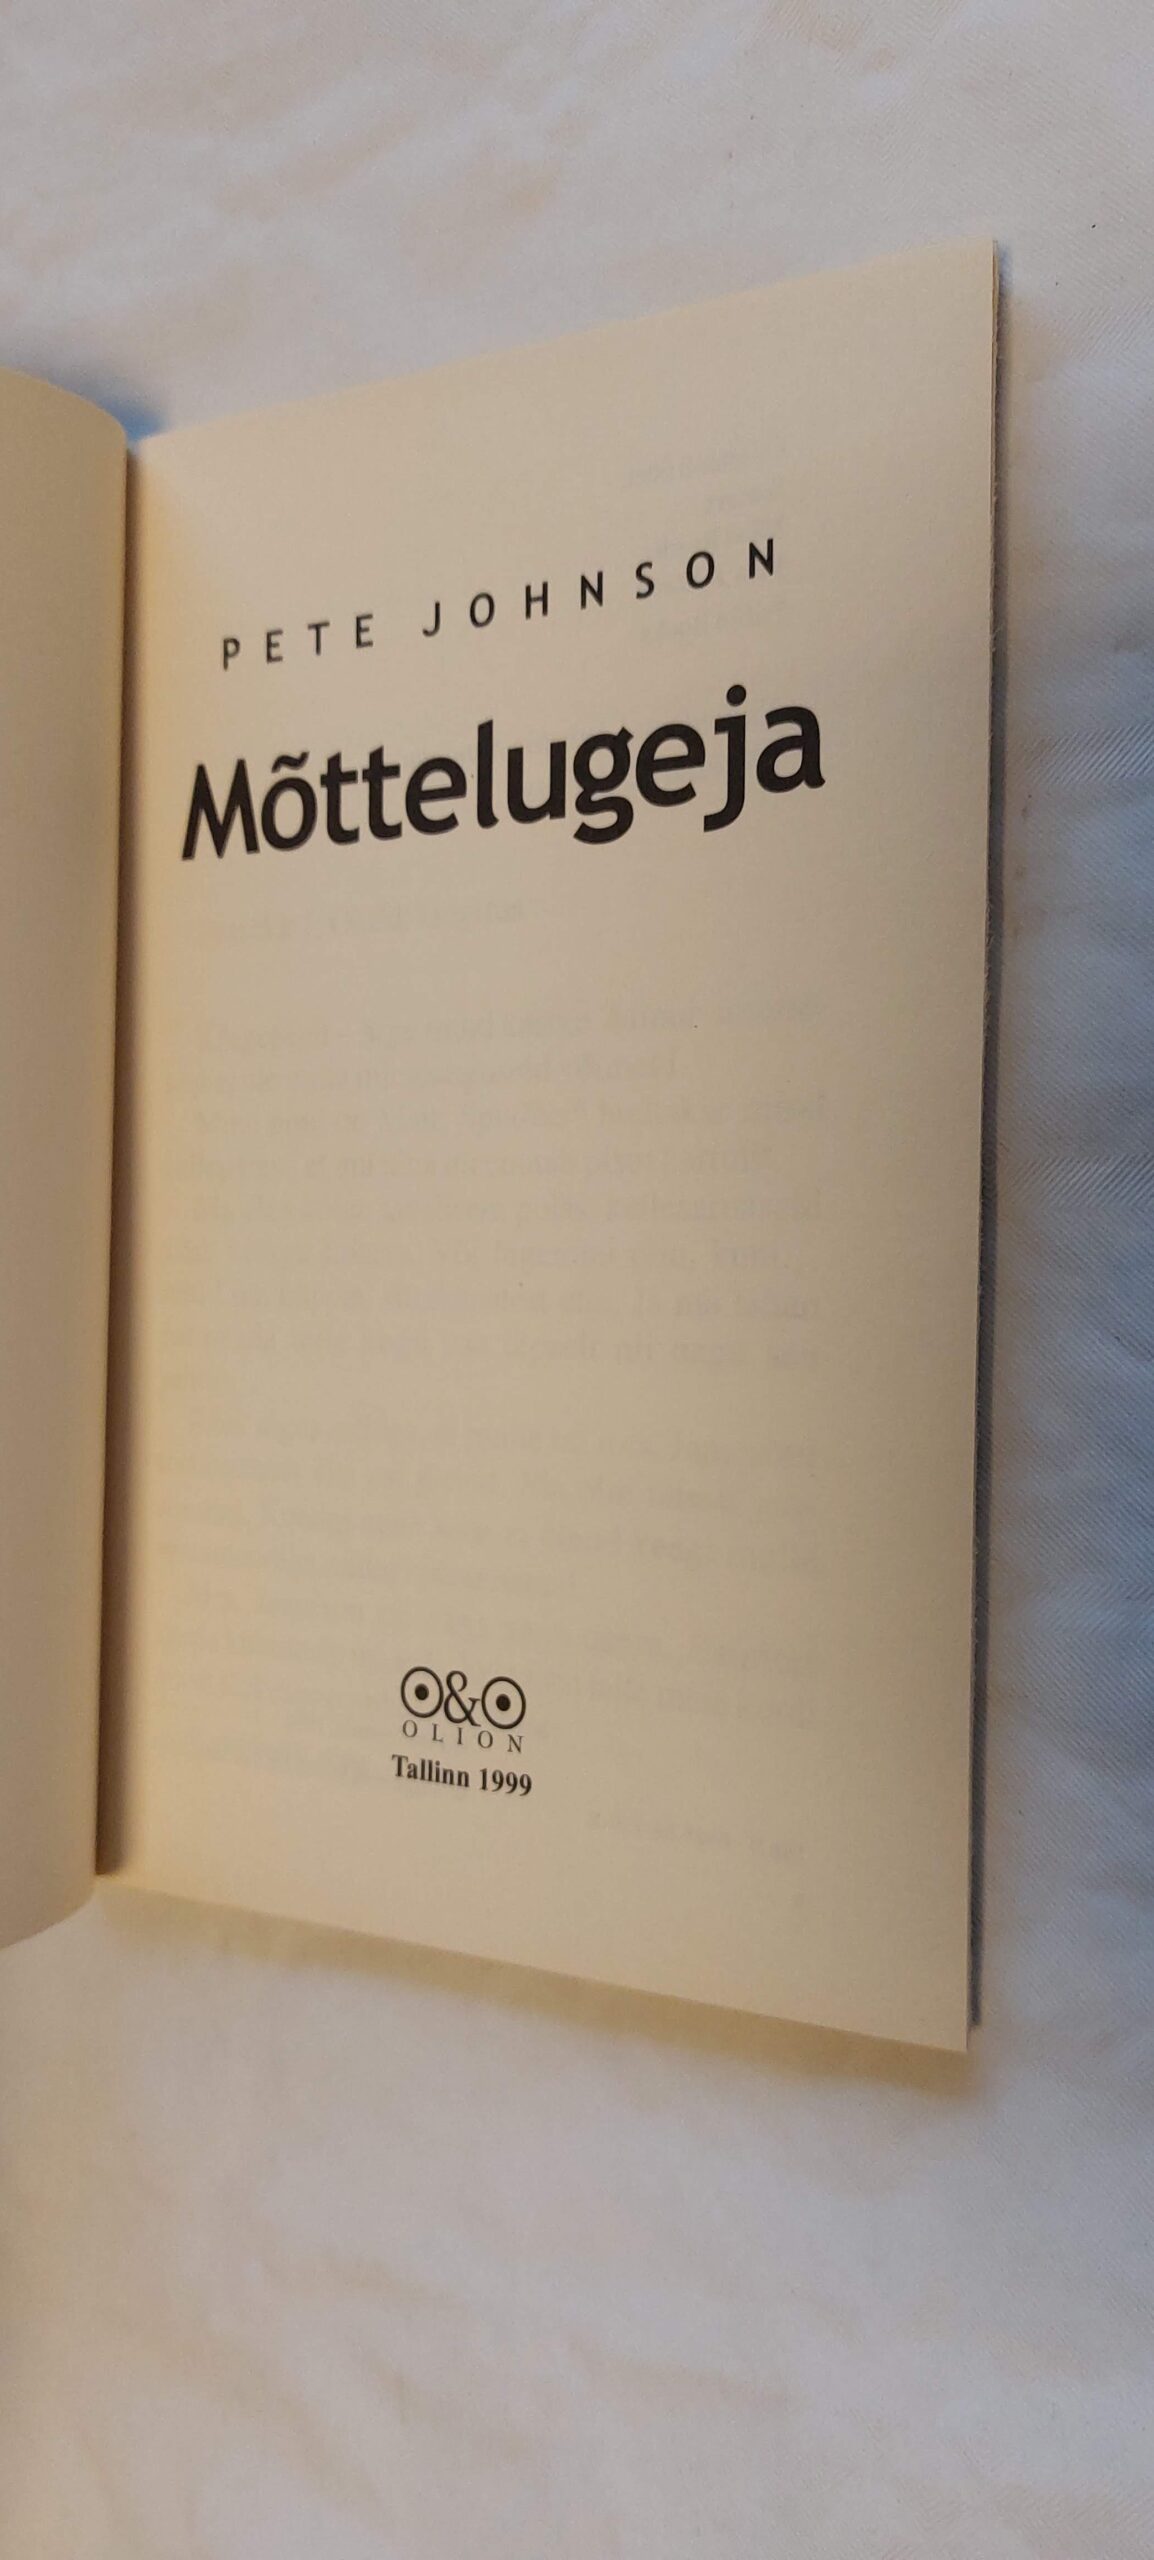 PETE JOHNSON
Mõttelugeja
O&O
OLION
Tallinn 1999